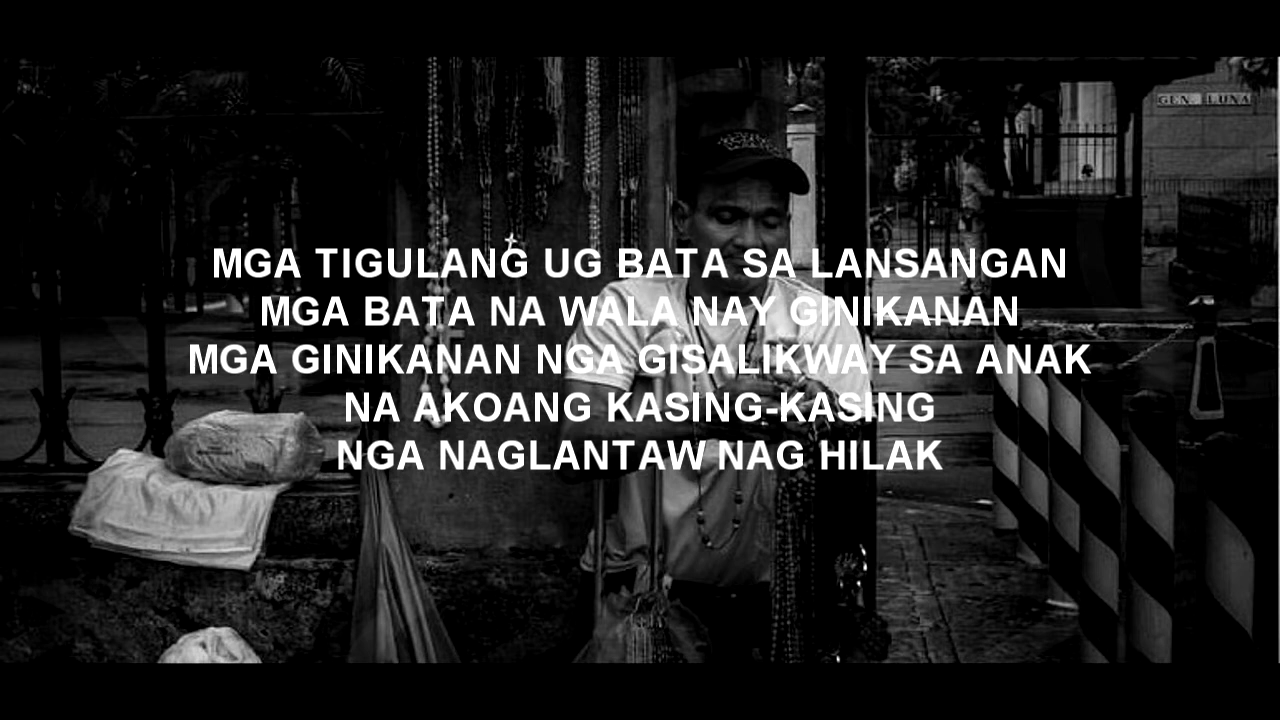 GEN. LUNA
MGA TIGULANG UG BATA SA LANSANGAN
MGA BATA NA WALA NAY GINIKANAN
MGA GINIKANAN NGA GISALIKWAY SA ANAK
NA AKOANG KASING-KASING
NGA NAGLANTAW NAG HILAK